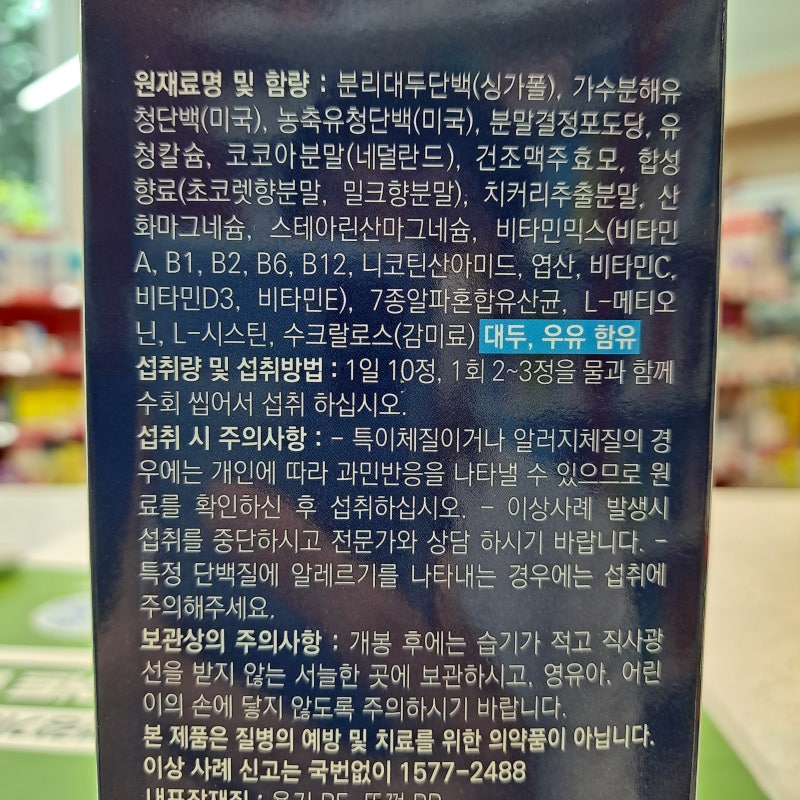 원재료명 및 함량 : 분리대두단백(싱가폴), 가수분해유
청단백(미국), 농축유청단백(미국), 분말결정포도당, 유
청칼슘, 코코아분말(네덜란드), 건조맥주효모, 합성
향료(초코렛향분말, 밀크향분말), 치커리추출분말, 산
화마그네슘, 스테아린산마그네슘, 비타민믹스(비타민
A, B1, B2, B6, B12, 니코틴산아미드, 엽산, 비타민C,
비타민D3, 비타민E), 7종알파혼합유산균, L-메티오
닌, L-시스틴, 수크랄로스(감미료) 대두, 우유 함유
섭취량 및 섭취방법 : 1일 10정, 1회 2~3정을 물과 함께
수회 씹어서 섭취 하십시오.
섭취 시 주의사항 : - 특이체질이거나 알러지체질의 경
우에는 개인에 따라 과민반응을 나타낼 수 있으므로 원
료를 확인하신 후 섭취하십시오. - 이상사례 발생시
섭취를 중단하시고 전문가와 상담 하시기 바랍니다. -
특정 단백질에 알레르기를 나타내는 경우에는 섭취에
주의해주세요.
보관상의 주의사항 : 개봉 후에는 습기가 적고 직사광
선을 받지 않는 서늘한 곳에 보관하시고, 영유아, 어린
이의 손에 닿지 않도록 주의하시기 바랍니다.
본 제품은 질병의 예방 및 치료를 위한 의약품이 아닙니다.
이상 사례 신고는 국번없이 1577-2488